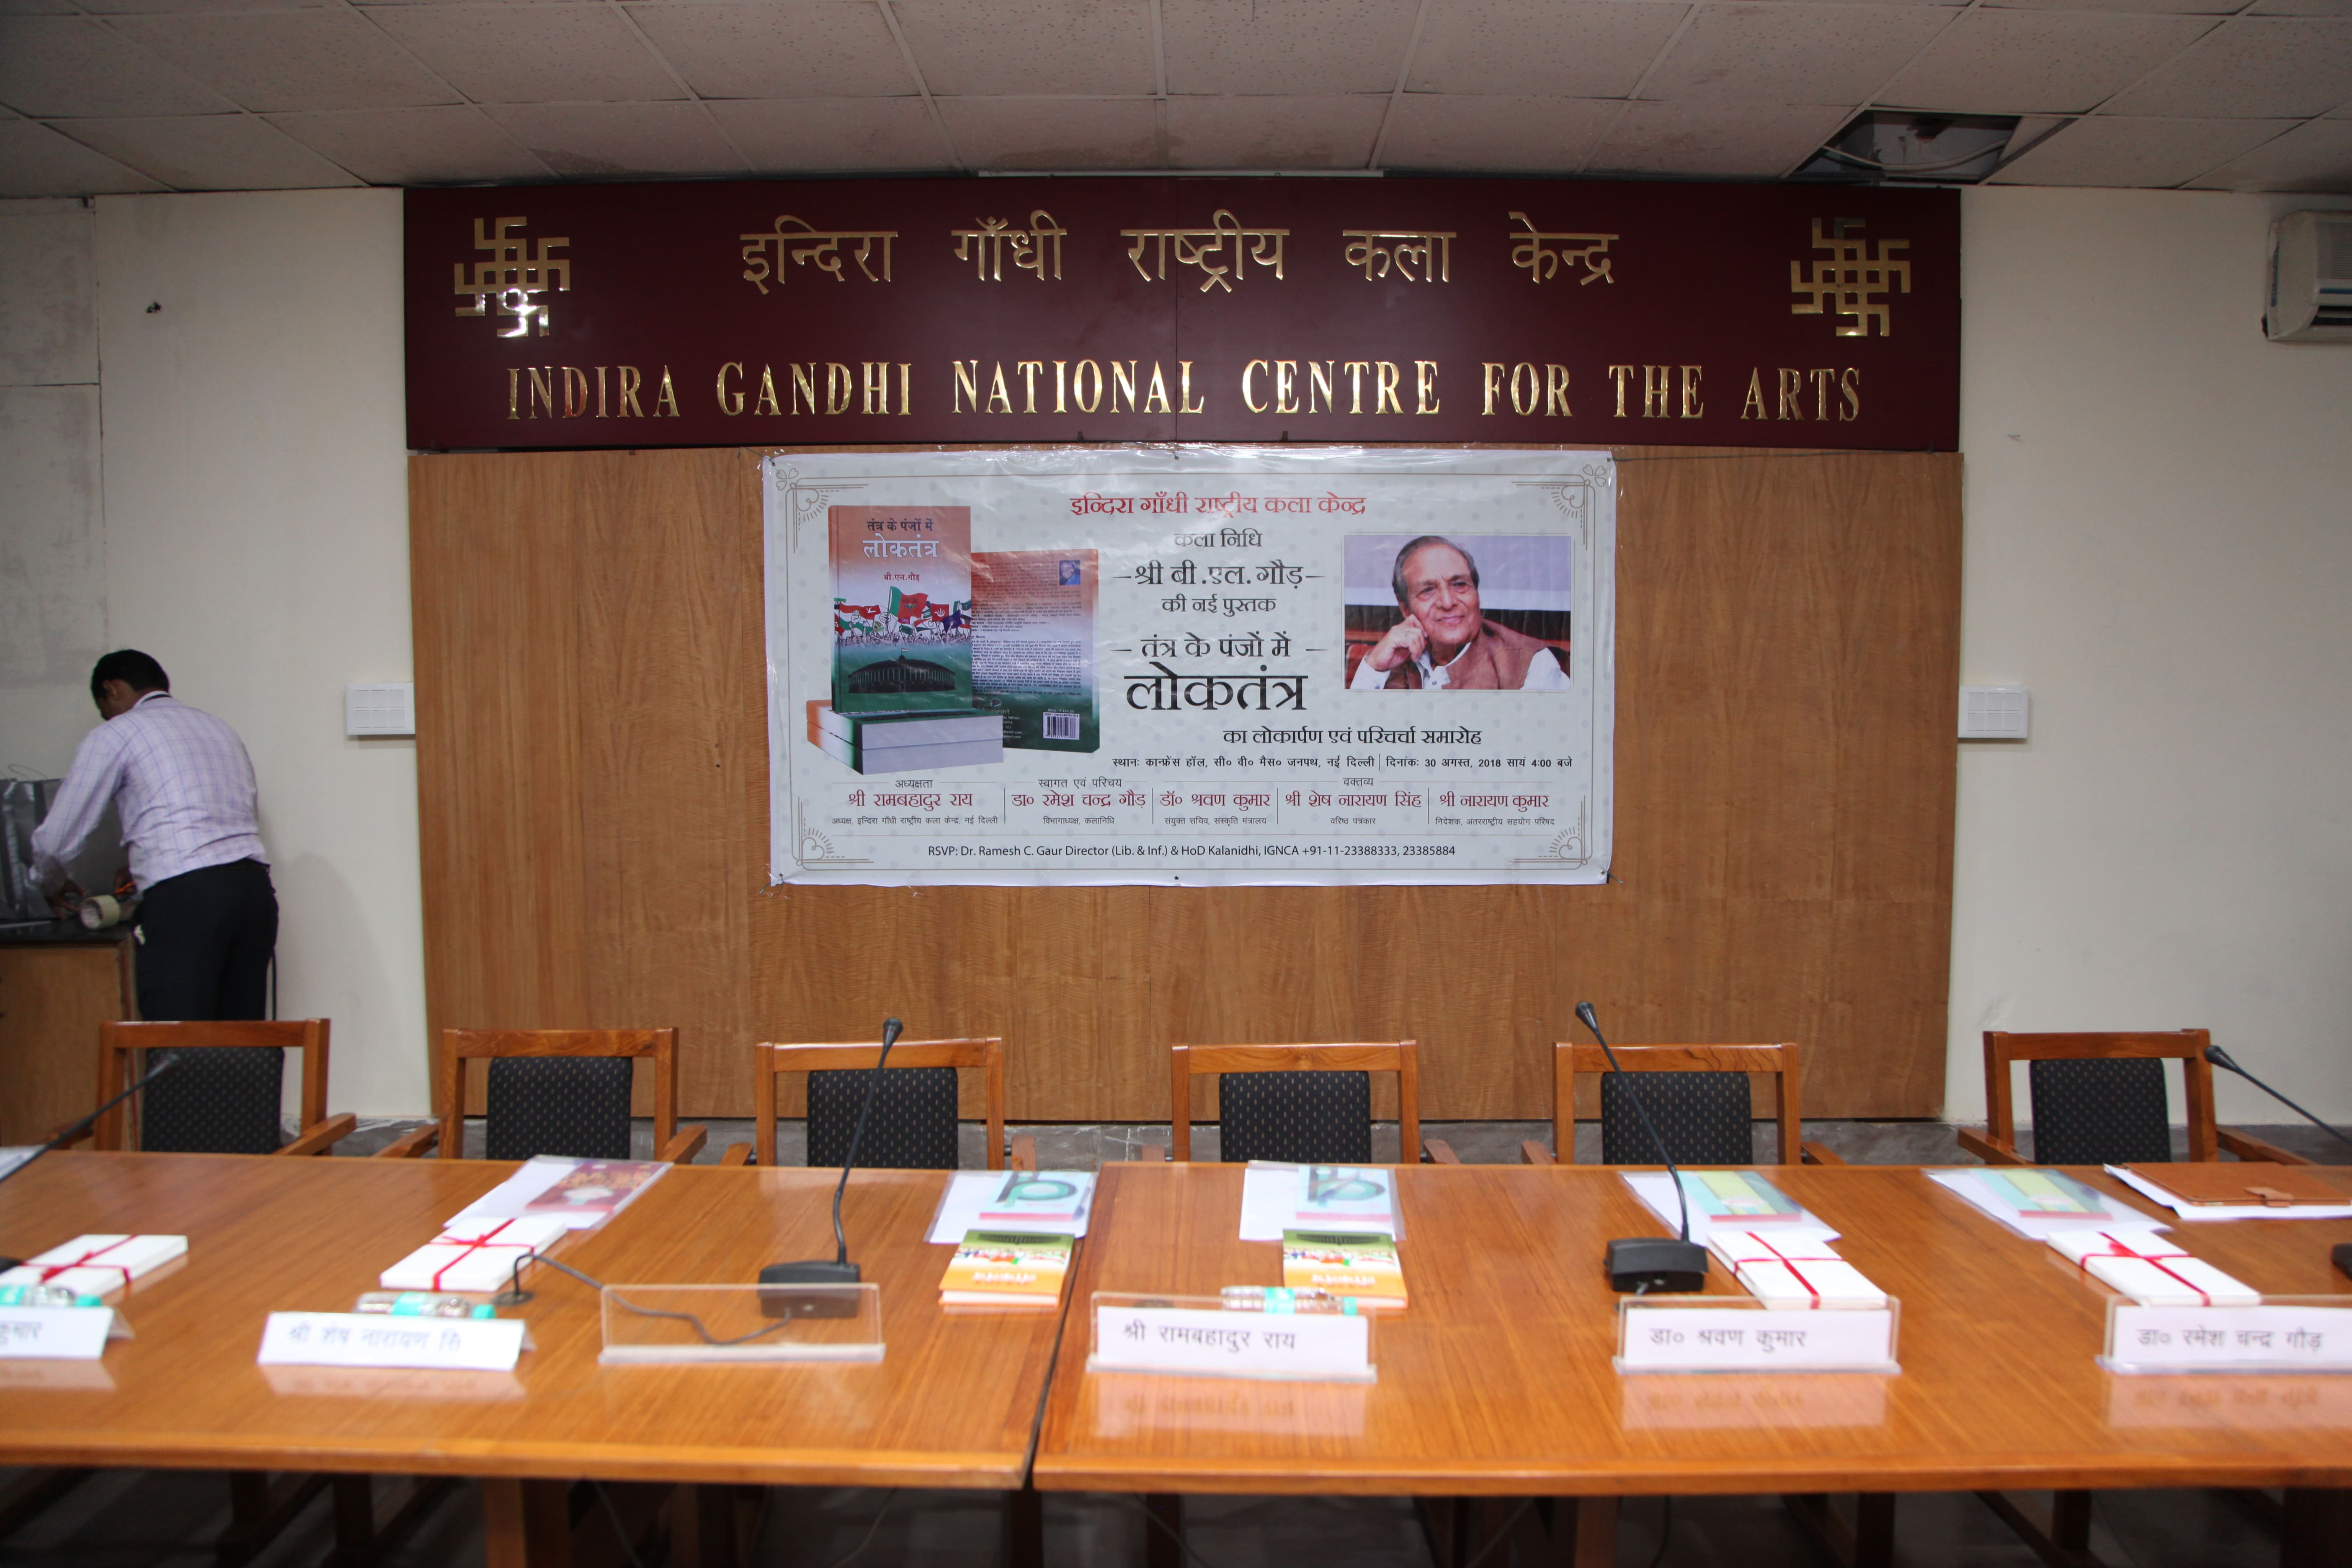 इन्दिरा गाँधी राष्ट्रीय कला केन्द्र
INDIRA GANDHI NATIONAL CENTRE FOR THE ARTS
इन्दिरा गाँधी राष्ट्रीय कला केन्द्र
कला निधि
श्री बी.एल.गौड़
की नई पुस्तक
तंत्र के पंजों में
लोकतंत्र
का लोकार्पण एवं परिचर्चा समारोह
स्थानः कान्फ्रेंस हॉल, सी० वी० मैस० जनपथ, नई दिल्ली | दिनांकः 30 अगस्त, 2018 सायं 4:00 बजे
तंत्र के पंजों में
लोकतंत्र
बी.एल.गौड़
अध्यक्षता
श्री रामबहादुर राय
अध्यक्ष, इन्दिरा गाँधी राष्ट्रीय कला केन्द्र, नई दिल्ली
स्वागत एवं परिचय
डा० रमेश चन्द्र गौड़
विभागाध्यक्ष, कलानिधि
वक्तव्य
डॉ० श्रवण कुमार
संयुक्त सचिव, संस्कृति मंत्रालय
श्री शेष नारायण सिंह
वरिष्ठ पत्रकार
श्री नारायण कुमार
निदेशक, अंतरराष्ट्रीय सहयोग परिषद
RSVP: Dr. Ramesh C. Gaur Director (Lib. & Inf.) & HoD Kalanidhi, IGNCA +91-11-23388333, 23385884
कुमार
श्री शेष नारायण सिं
श्री रामबहादुर राय
डा० श्रवण कुमार
डा० रमेश चन्द्र गौड़